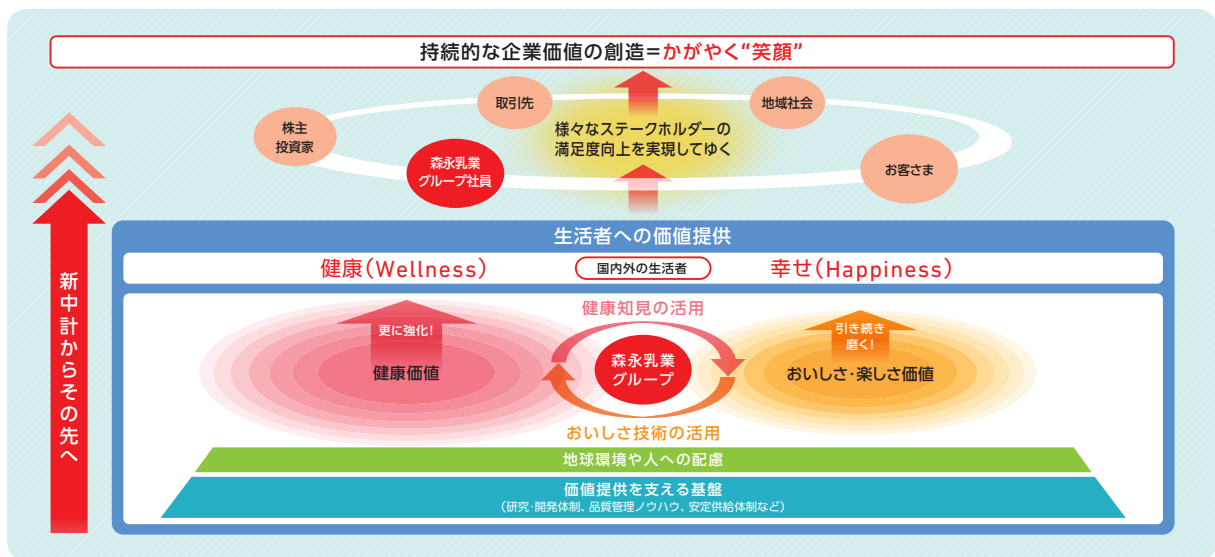 持続的な企業価値の創造=かがやく“笑顔”
取引先
地域社会
株主
投資家
様々なステークホルダーの
満足度向上を実現してゆく
森永乳業
グループ社員
お客さま
新中計からその先へ
生活者への価値提供
健康(Wellness)
国内外の生活者
幸せ(Happiness)
健康知見の活用
更に強化!
引き続き
磨く!
健康価値
森永乳業
グループ
おいしさ・楽しさ価値
おいしさ技術の活用
地球環境や人への配慮
価値提供を支える基盤
(研究・開発体制、品質管理ノウハウ、安定供給体制など)